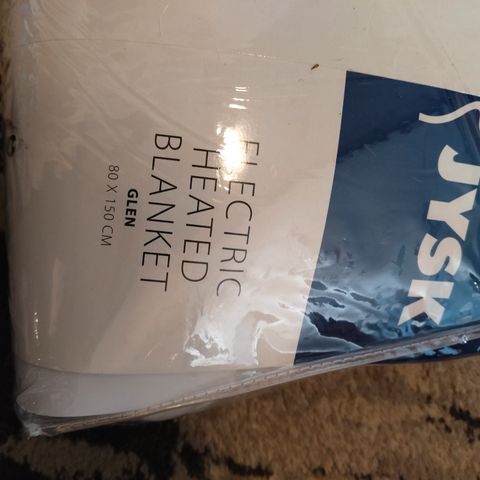 JYSK
ELECTRIC
HEATED
BLANKET
GLEN
80 X 150 CM